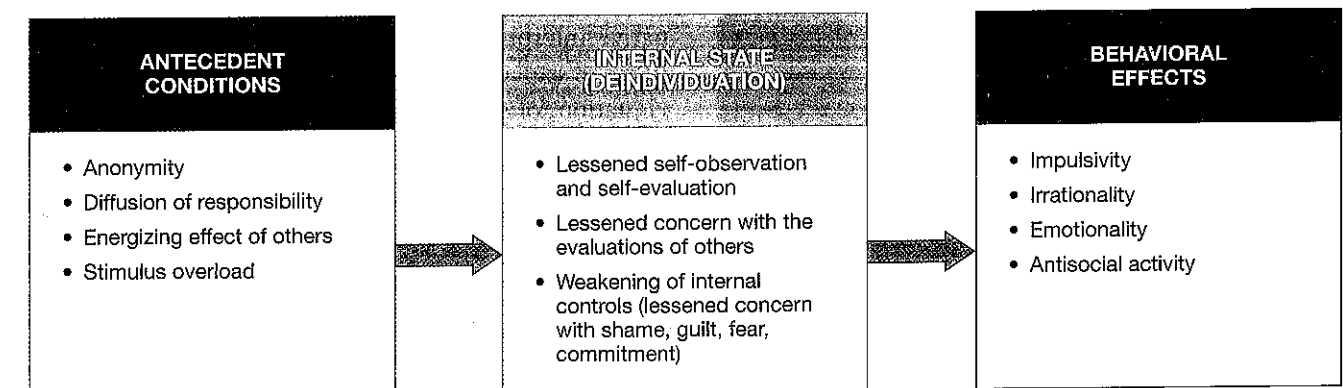 ANTECEDENT
CONDITIONS
• Anonymity
• Diffusion of responsibility
• Energizing effect of others
• Stimulus overload
INTERNAL STATE
(DEINDIVIDUATION)
• Lessened self-observation
and self-evaluation
• Lessened concern with the
evaluations of others
• Weakening of internal
controls (lessened concern
with shame, guilt, fear,
commitment)
BEHAVIORAL
EFFECTS
• Impulsivity
• Irrationality
• Emotionality
• Antisocial activity